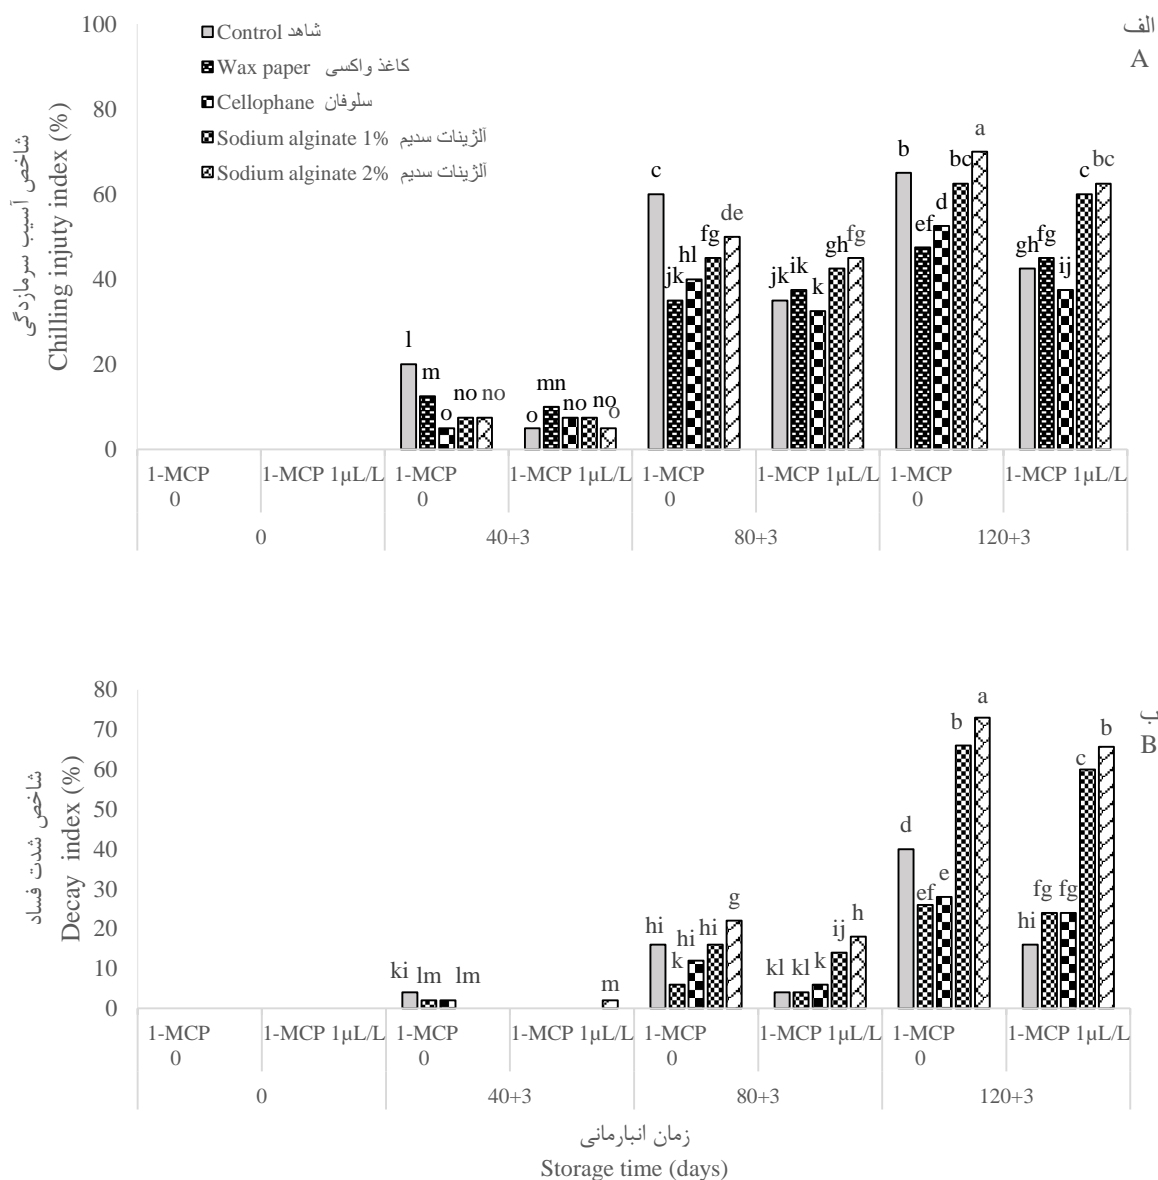 الف
A
100
80
60
40
20
0
شاخص آسیب سرمازدگی
Chilling injuty index (%)
Control شاهد
Wax paper کاغذ واکسی
Cellophane سلوفان
Sodium alginate 1% آلژینات سدیم
Sodium alginate 2% آلژینات سدیم
l m o no no
o mn no no o
c jk hl fg de
jk ik k gh fg
b ef d bc a
gh fg ij c bc
1-MCP 0 1-MCP 1µL/L 1-MCP 0 1-MCP 1µL/L 1-MCP 0 1-MCP 1µL/L 1-MCP 0 1-MCP 1µL/L
0 40+3 80+3 120+3
ب
B
80
70
60
50
40
30
20
10
0
شاخص شدت فساد
Decay index (%)
ki lm lm
m
hi k hi hi g
kl kl k ij h
d ef e b a
hi fg fg c b
1-MCP 0 1-MCP 1µL/L 1-MCP 0 1-MCP 1µL/L 1-MCP 0 1-MCP 1µL/L 1-MCP 0 1-MCP 1µL/L
0 40+3 80+3 120+3
زمان انبارمانی
Storage time (days)